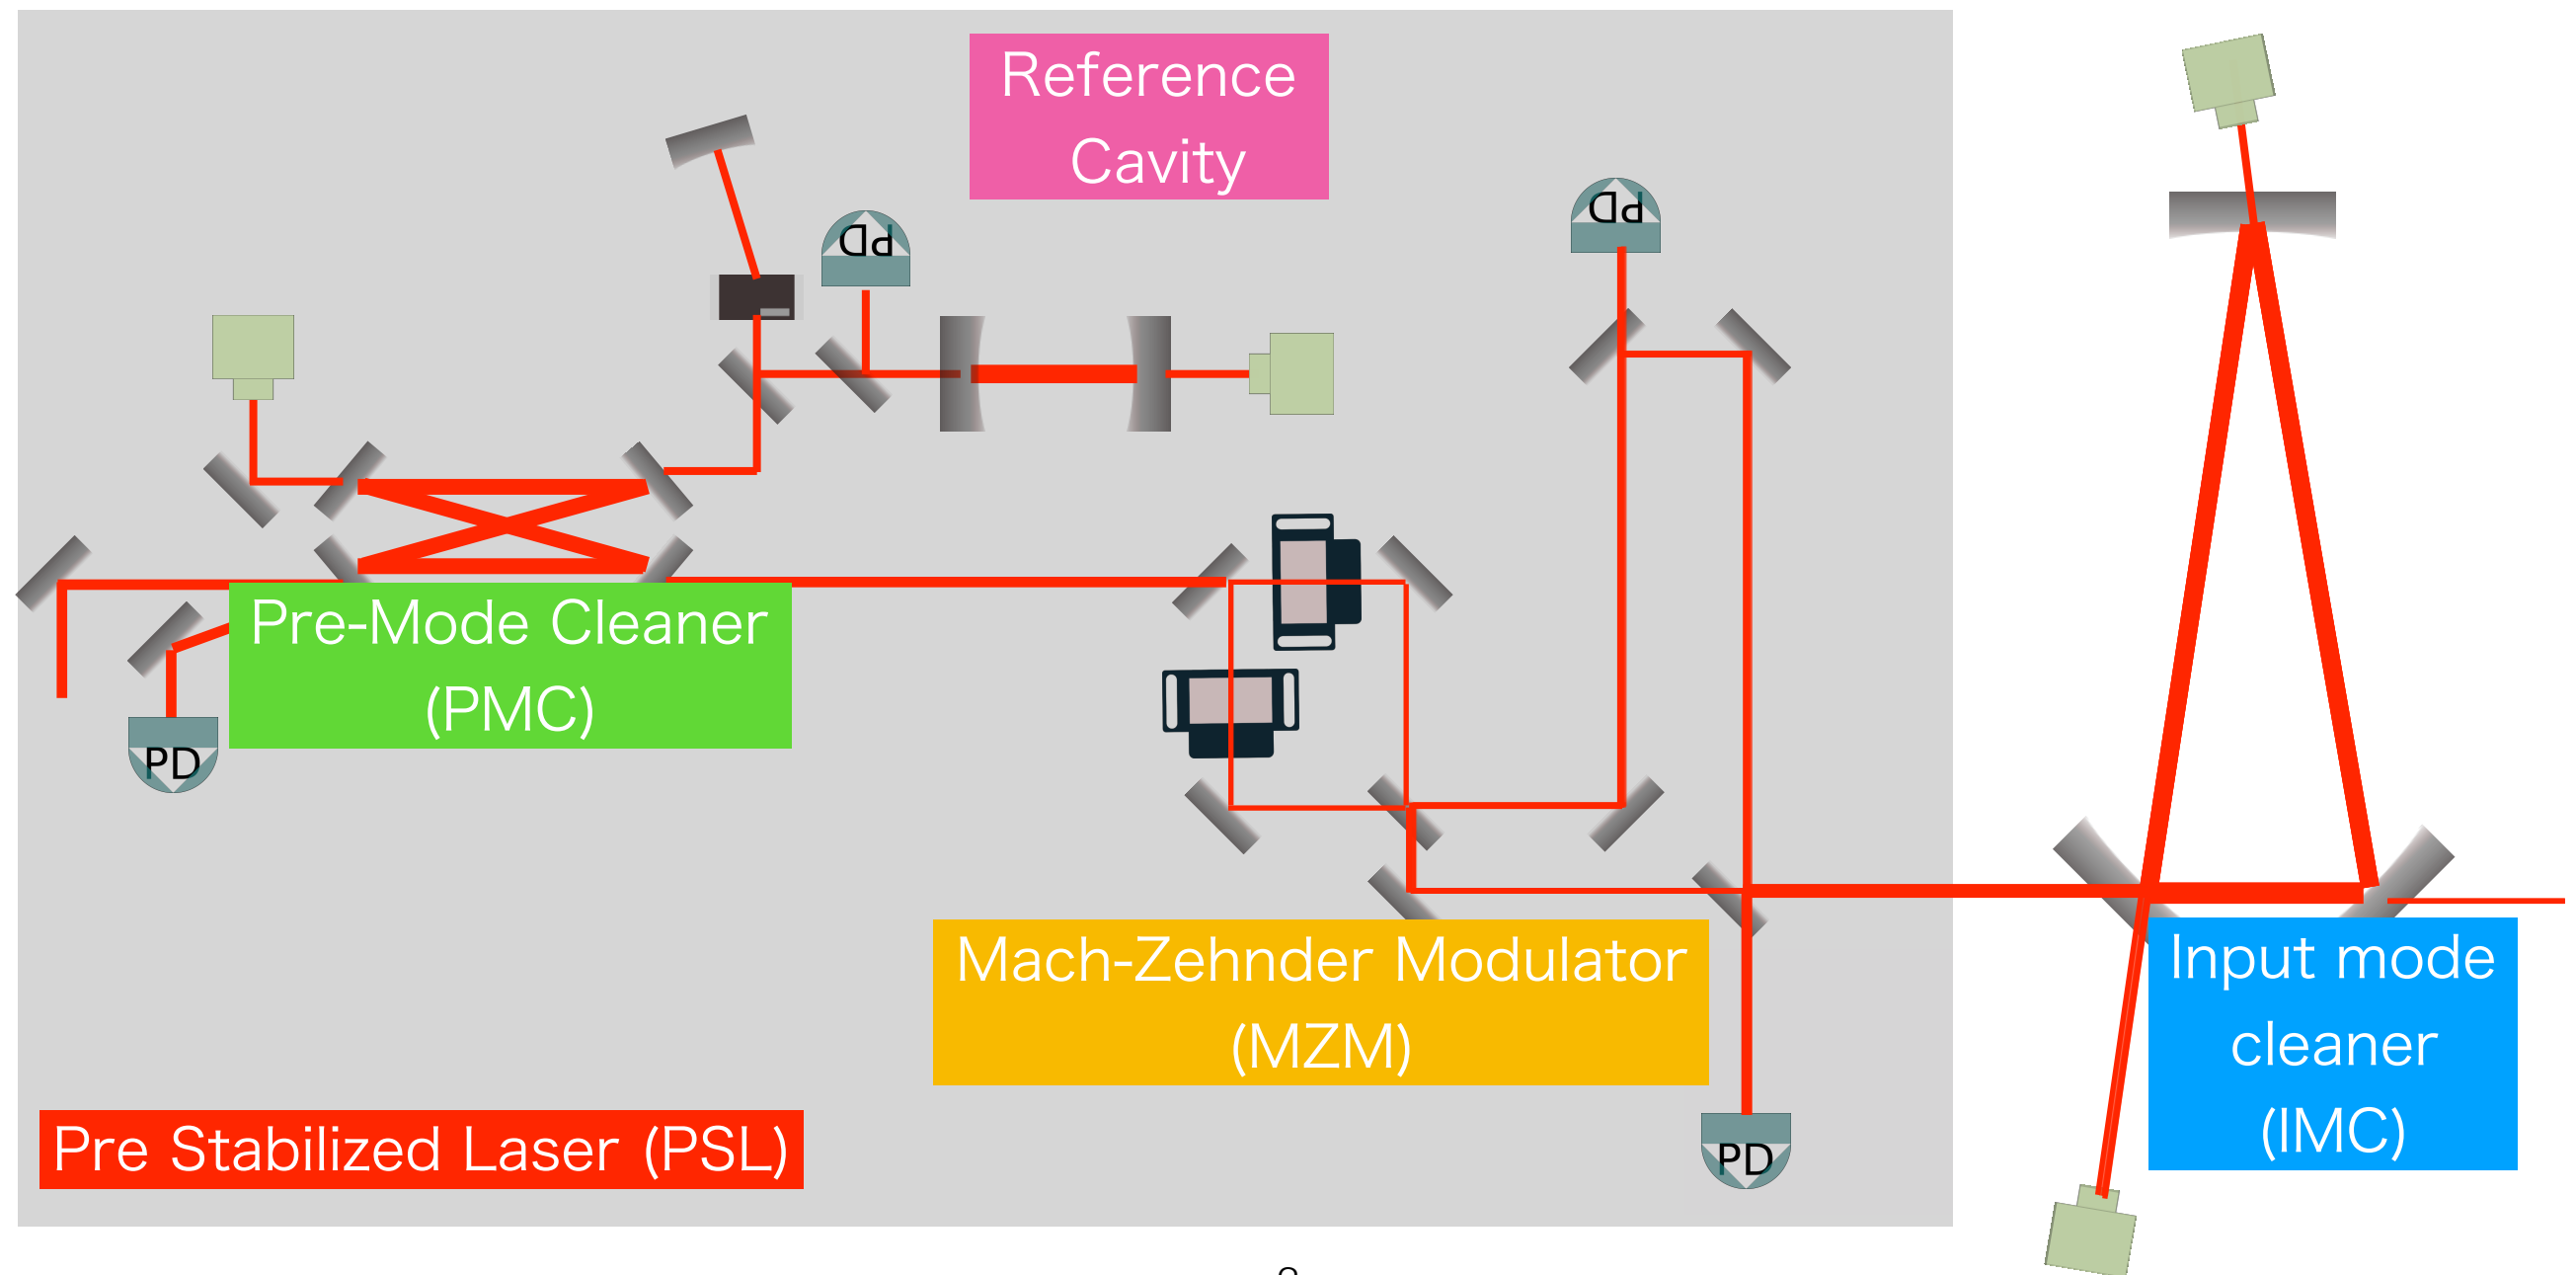 Reference
Cavity
PD
PD
Pre-Mode Cleaner
(PMC)
PD
Mach-Zehnder Modulator
(MZM)
Input mode
cleaner
(IMC)
Pre Stabilized Laser (PSL)
PD